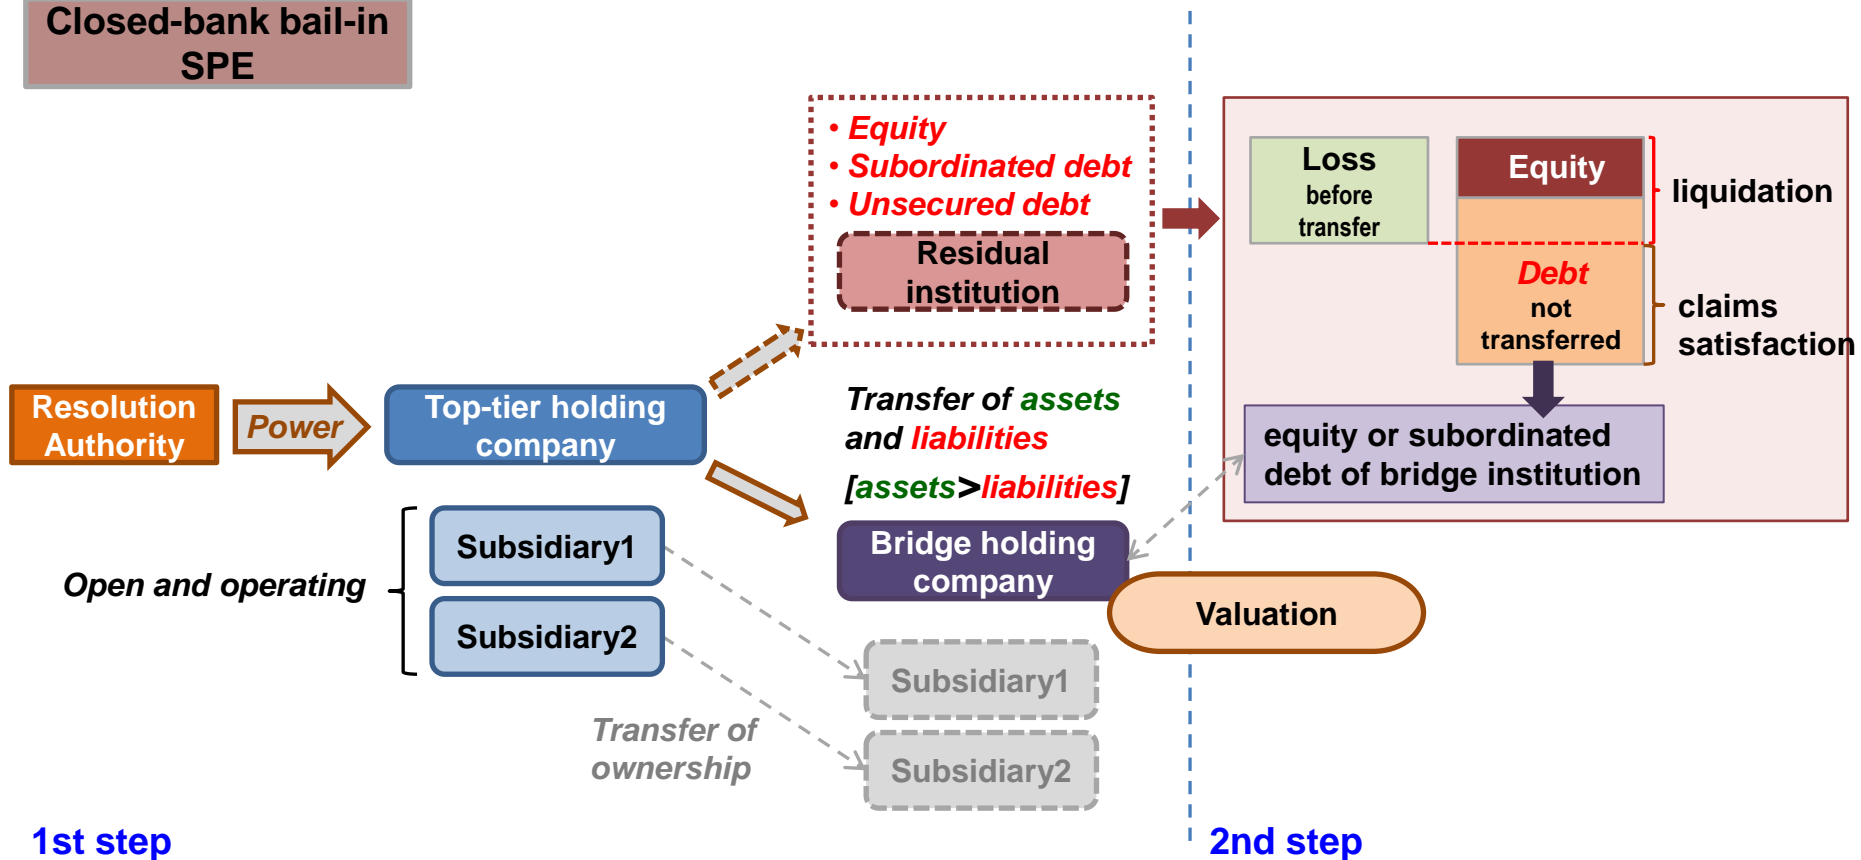 Closed-bank bail-in
SPE
• Equity
• Subordinated debt
• Unsecured debt
Residual
institution
Loss
before
transfer
Equity
liquidation
Debt
not
transferred
claims
satisfaction
Resolution
Authority
Power
Top-tier holding
company
Transfer of assets
and liabilities
[assets>liabilities]
equity or subordinated
debt of bridge institution
Open and operating
Subsidiary1
Subsidiary2
Bridge holding
company
Valuation
Subsidiary1
Subsidiary2
Transfer of
ownership
1st step
2nd step